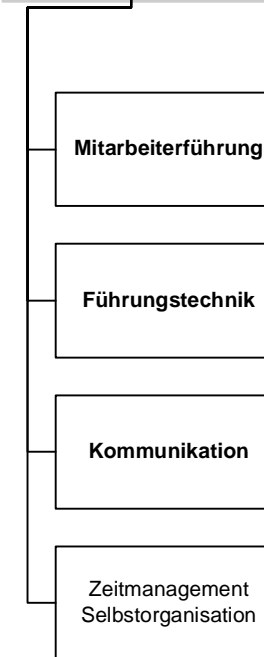 Mitarbeiterführung
Führungstechnik
Kommunikation
Zeitmanagement
Selbstorganisation